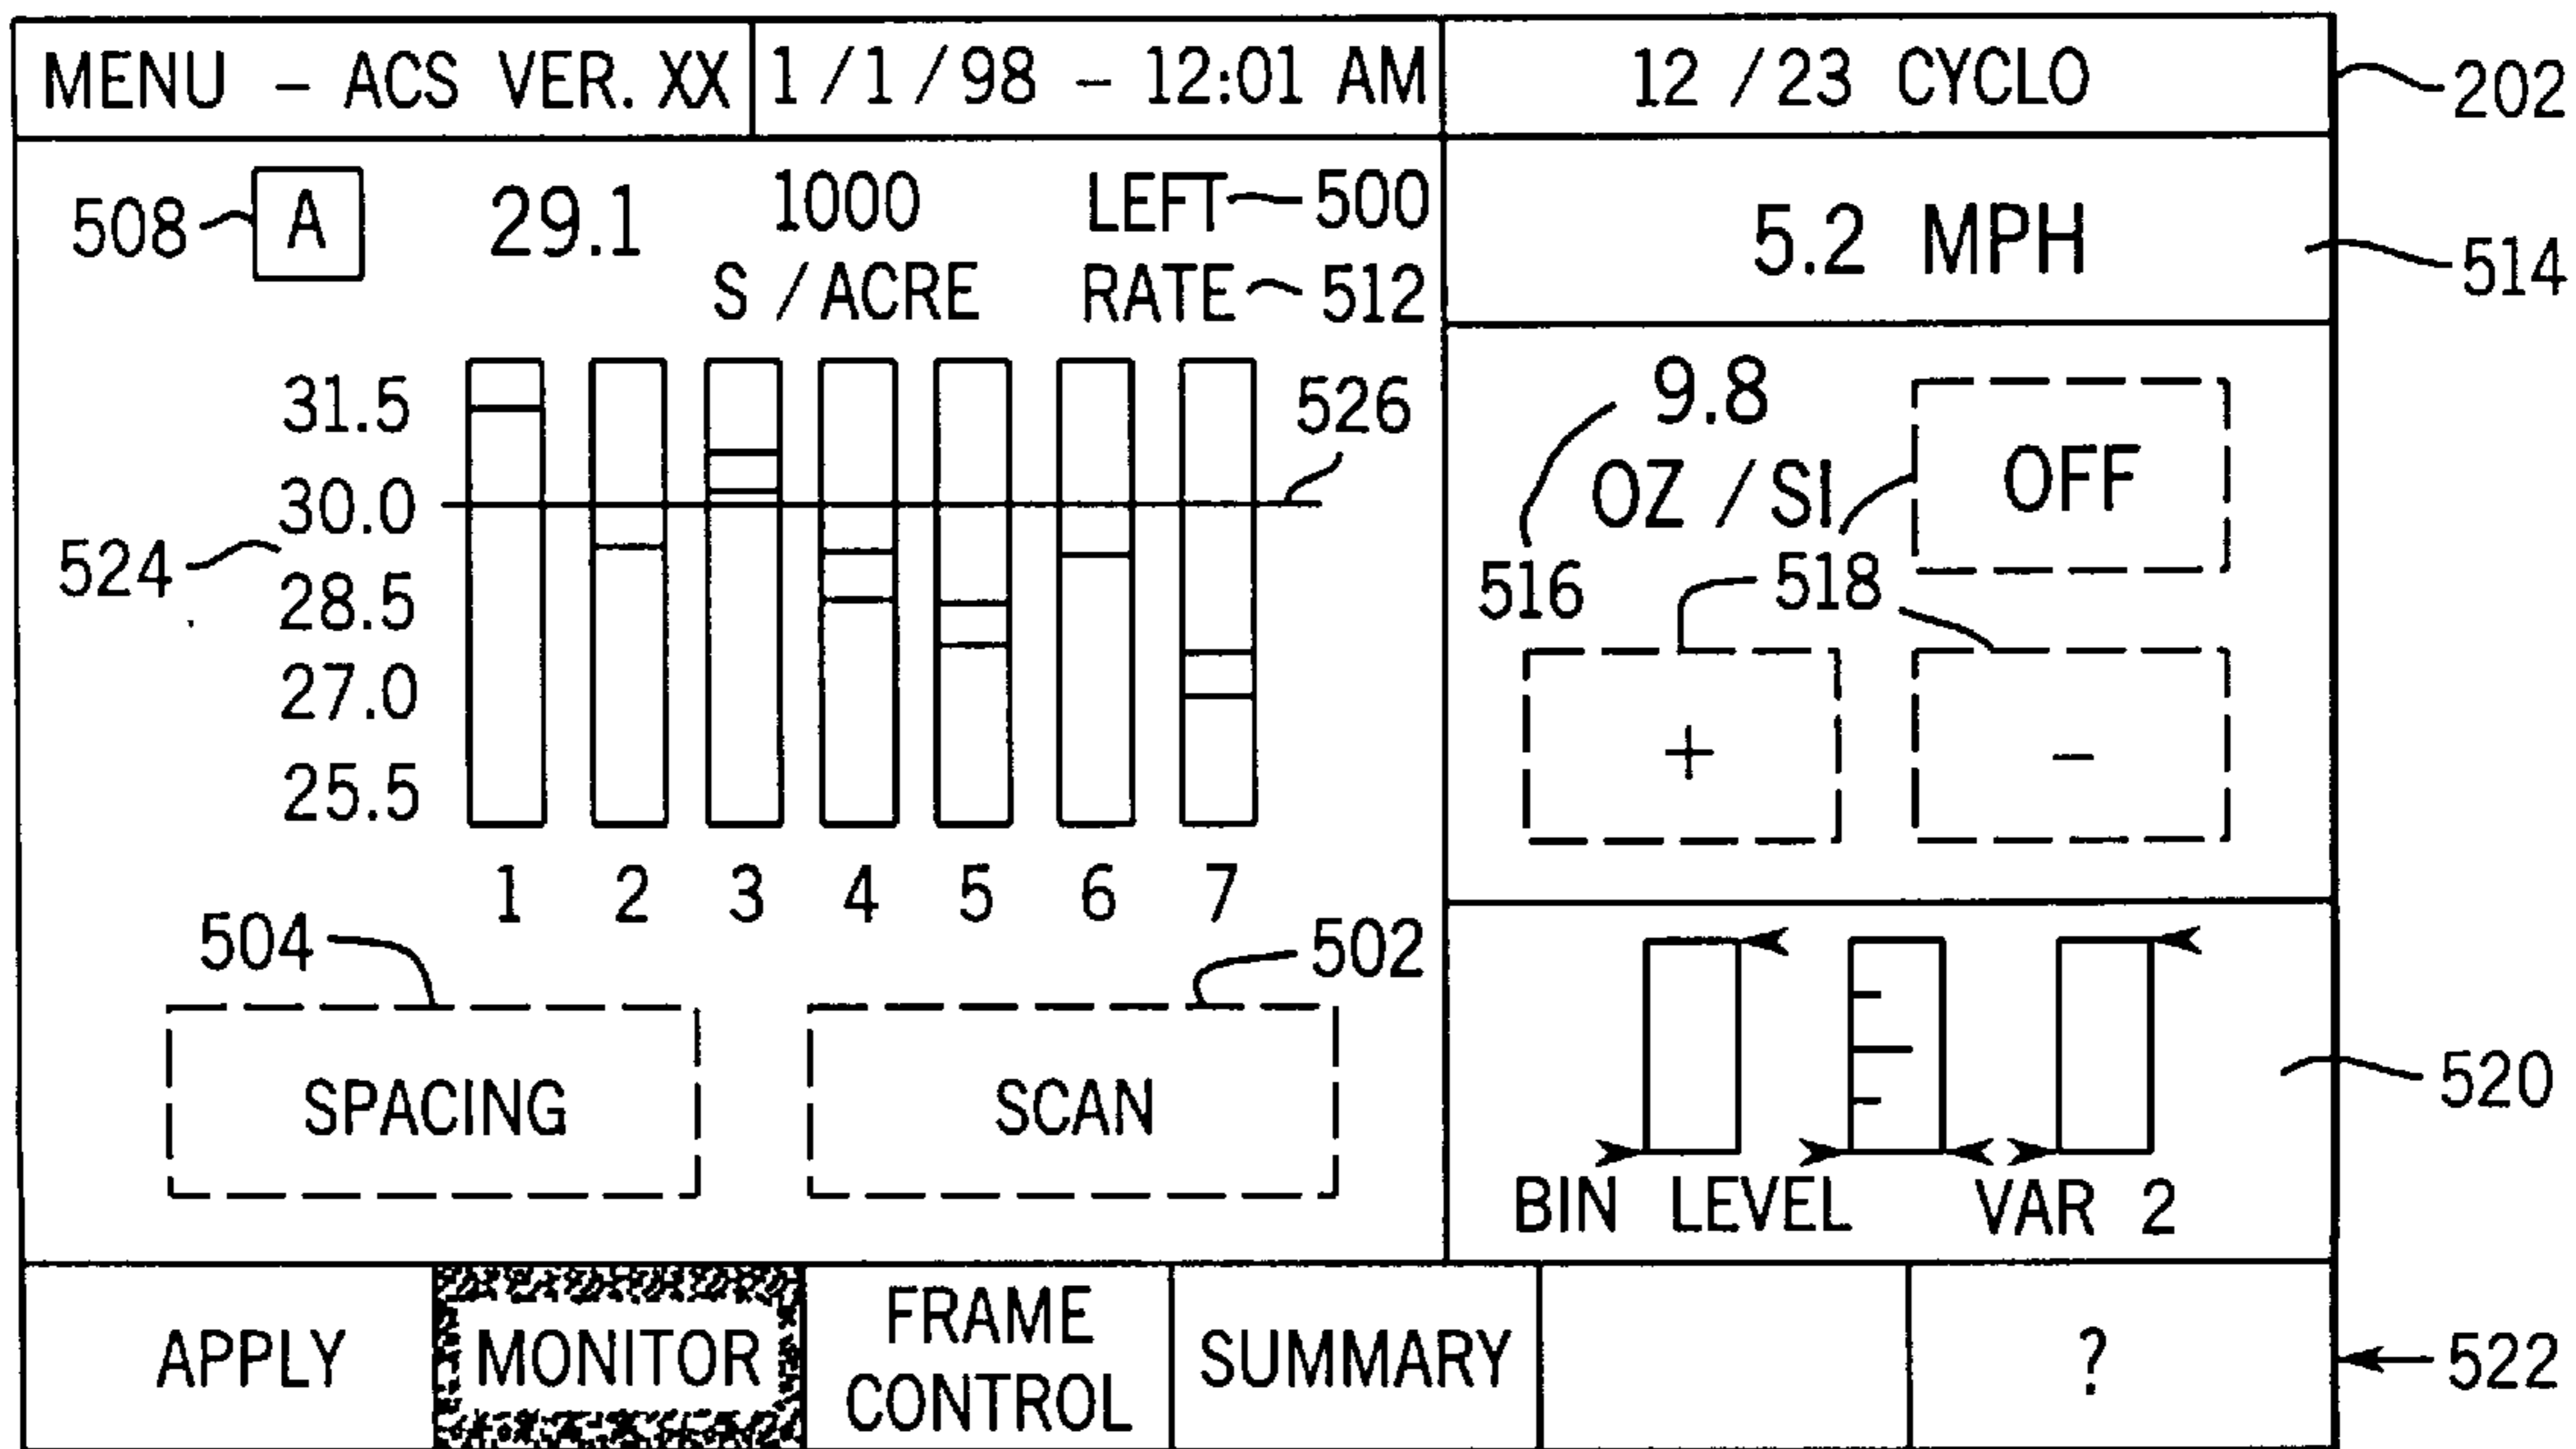 MENU – ACS VER. XX 1/1/98 – 12:01 AM 12/23 CYCLO 202
508 A 29.1 1000 S/ACRE LEFT 500
RATE 512
5.2 MPH 514
31.5
30.0
28.5
27.0
25.5
524
526
1 2 3 4 5 6 7
504 502
SPACING SCAN
9.8
OZ/SI
OFF
516 518
+ –
BIN LEVEL VAR 2
520
APPLY MONITOR FRAME CONTROL SUMMARY ? 522